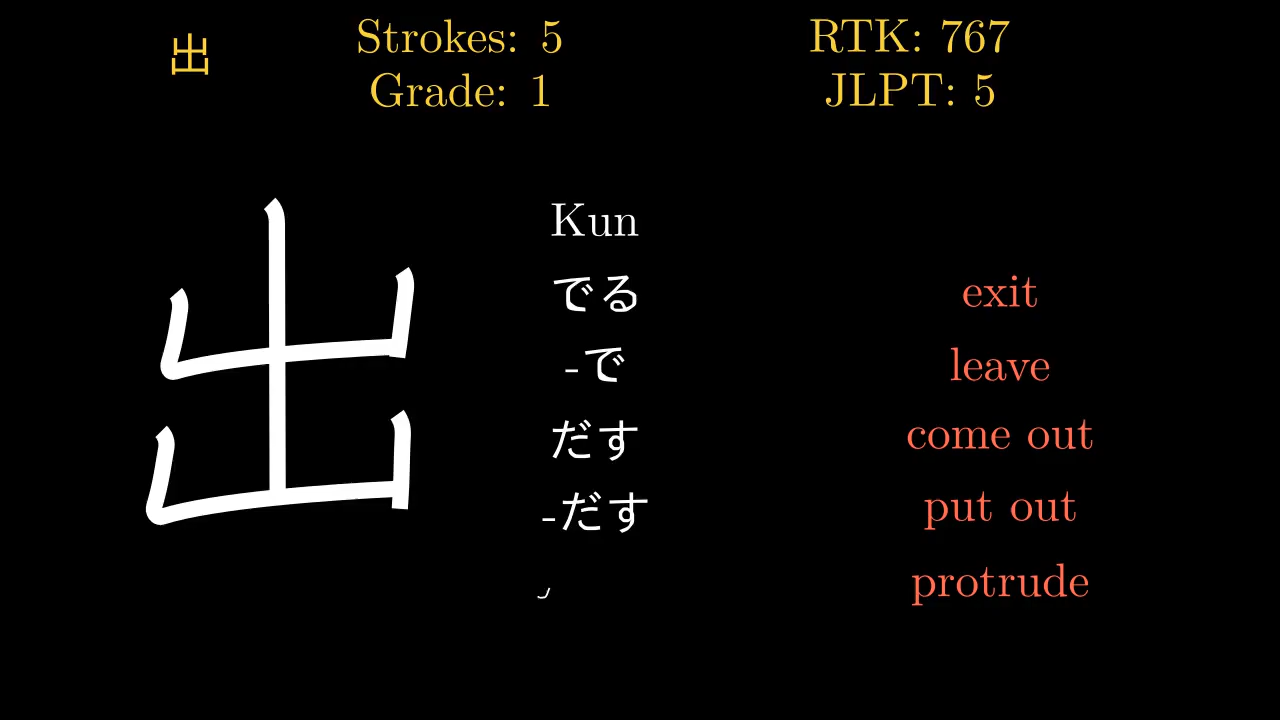 出
Strokes: 5
Grade: 1
RTK: 767
JLPT: 5
出
Kun
でる
-で
だす
-だす
exit
leave
come out
put out
protrude